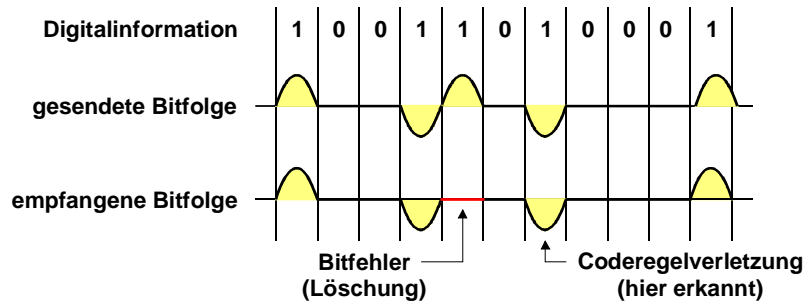 Digitalinformation 1 0 0 1 1 0 1 0 0 0 1
gesendete Bitfolge
empfangene Bitfolge
Bitfehler
(Löschung)
Coderegelverletzung
(hier erkannt)